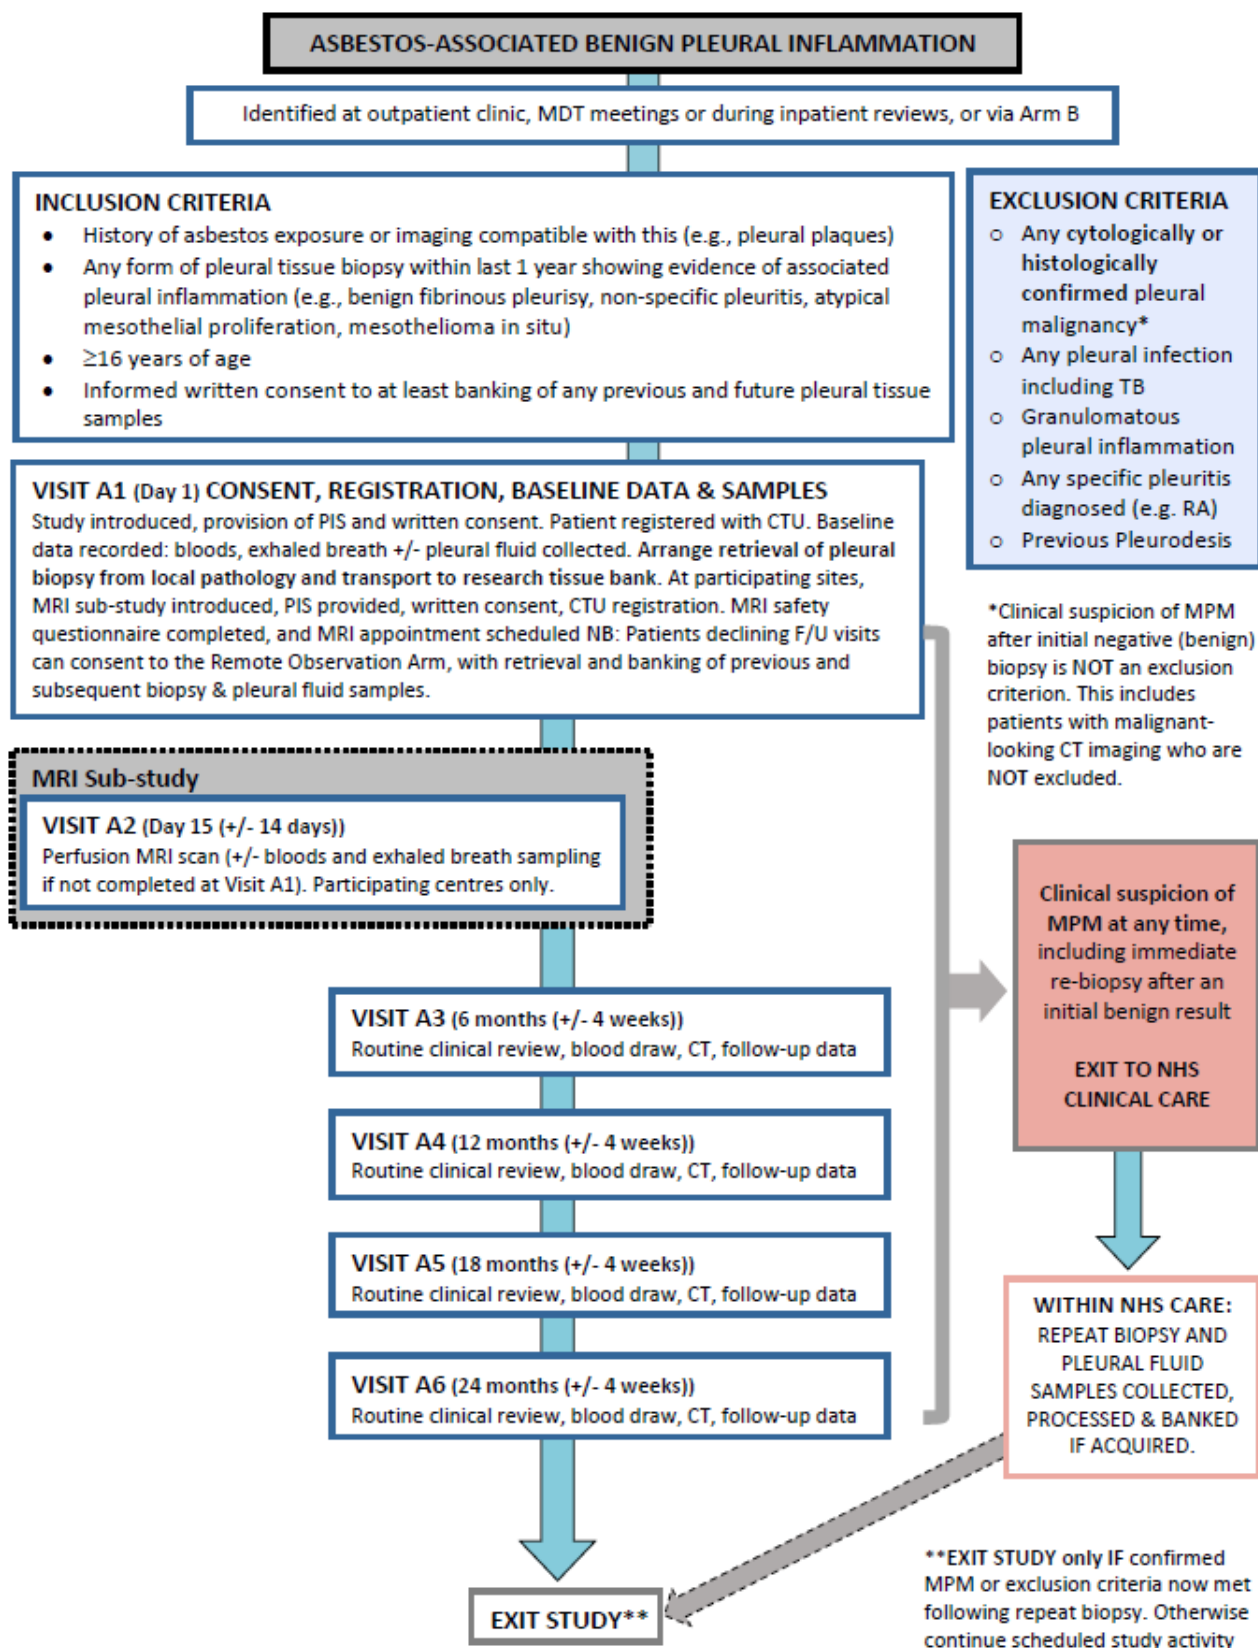 ASBESTOS-ASSOCIATED BENIGN PLEURAL INFLAMMATION
Identified at outpatient clinic, MDT meetings or during inpatient reviews, or via Arm B
INCLUSION CRITERIA
• History of asbestos exposure or imaging compatible with this (e.g., pleural plaques)
• Any form of pleural tissue biopsy within last 1 year showing evidence of associated
pleural inflammation (e.g., benign fibrinous pleurisy, non-specific pleuritis, atypical
mesothelial proliferation, mesothelioma in situ)
• ≥16 years of age
• Informed written consent to at least banking of any previous and future pleural tissue
samples
EXCLUSION CRITERIA
o Any cytologically or
histologically
confirmed pleural
malignancy*
o Any pleural infection
including TB
o Granulomatous
pleural inflammation
o Any specific pleuritis
diagnosed (e.g. RA)
o Previous Pleurodesis
*Clinical suspicion of MPM
after initial negative (benign)
biopsy is NOT an exclusion
criterion. This includes
patients with malignant-
looking CT imaging who are
NOT excluded.
VISIT A1 (Day 1) CONSENT, REGISTRATION, BASELINE DATA & SAMPLES
Study introduced, provision of PIS and written consent. Patient registered with CTU. Baseline
data recorded: bloods, exhaled breath +/- pleural fluid collected. Arrange retrieval of pleural
biopsy from local pathology and transport to research tissue bank. At participating sites,
MRI sub-study introduced, PIS provided, written consent, CTU registration. MRI safety
questionnaire completed, and MRI appointment scheduled NB: Patients declining F/U visits
can consent to the Remote Observation Arm, with retrieval and banking of previous and
subsequent biopsy & pleural fluid samples.
MRI Sub-study
VISIT A2 (Day 15 (+/- 14 days))
Perfusion MRI scan (+/- bloods and exhaled breath sampling
if not completed at Visit A1). Participating centres only.
VISIT A3 (6 months (+/- 4 weeks))
Routine clinical review, blood draw, CT, follow-up data
VISIT A4 (12 months (+/- 4 weeks))
Routine clinical review, blood draw, CT, follow-up data
VISIT A5 (18 months (+/- 4 weeks))
Routine clinical review, blood draw, CT, follow-up data
VISIT A6 (24 months (+/- 4 weeks))
Routine clinical review, blood draw, CT, follow-up data
Clinical suspicion of
MPM at any time,
including immediate
re-biopsy after an
initial benign result
EXIT TO NHS
CLINICAL CARE
WITHIN NHS CARE:
REPEAT BIOPSY AND
PLEURAL FLUID
SAMPLES COLLECTED,
PROCESSED & BANKED
IF ACQUIRED.
EXIT STUDY**
**EXIT STUDY only IF confirmed
MPM or exclusion criteria now met
following repeat biopsy. Otherwise
continue scheduled study activity